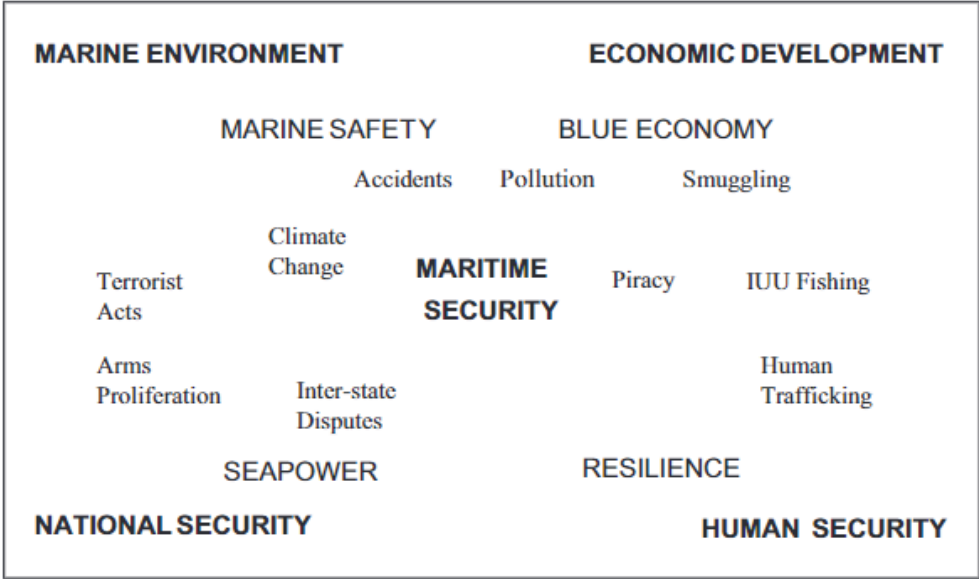 MARINE ENVIRONMENT
ECONOMIC DEVELOPMENT
MARINE SAFETY
BLUE ECONOMY
Accidents
Pollution
Smuggling
Climate
Change
MARITIME
SECURITY
Piracy
IUU Fishing
Terrorist
Acts
Arms
Proliferation
Inter-state
Disputes
Human
Trafficking
SEAPOWER
RESILIENCE
NATIONAL SECURITY
HUMAN SECURITY